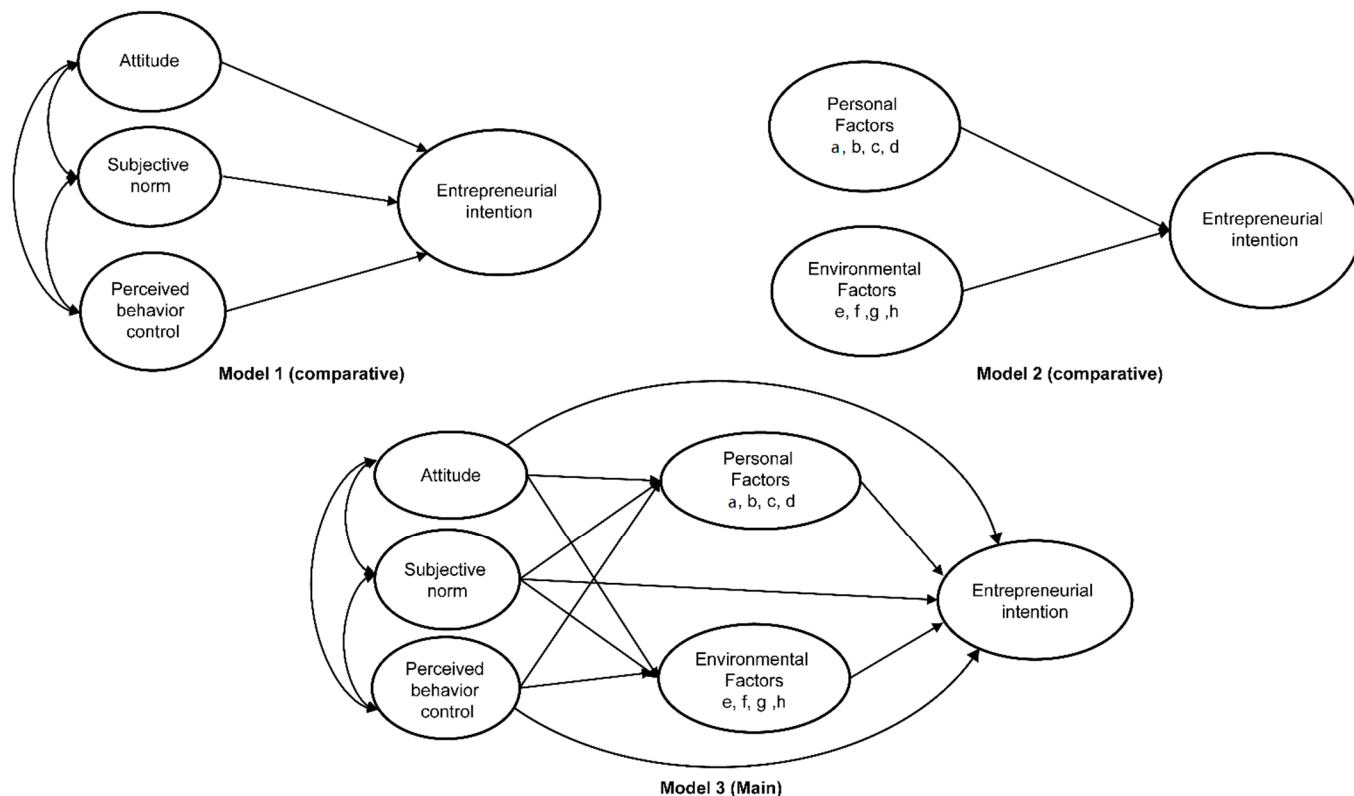 Attitude
Subjective
norm
Perceived
behavior
control
Entrepreneurial
intention
Model 1 (comparative)
Personal
Factors
a, b, c, d
Environmental
Factors
e, f ,g ,h
Entrepreneurial
intention
Model 2 (comparative)
Attitude
Subjective
norm
Perceived
behavior
control
Personal
Factors
a, b, c, d
Environmental
Factors
e, f, g ,h
Entrepreneurial
intention
Model 3 (Main)